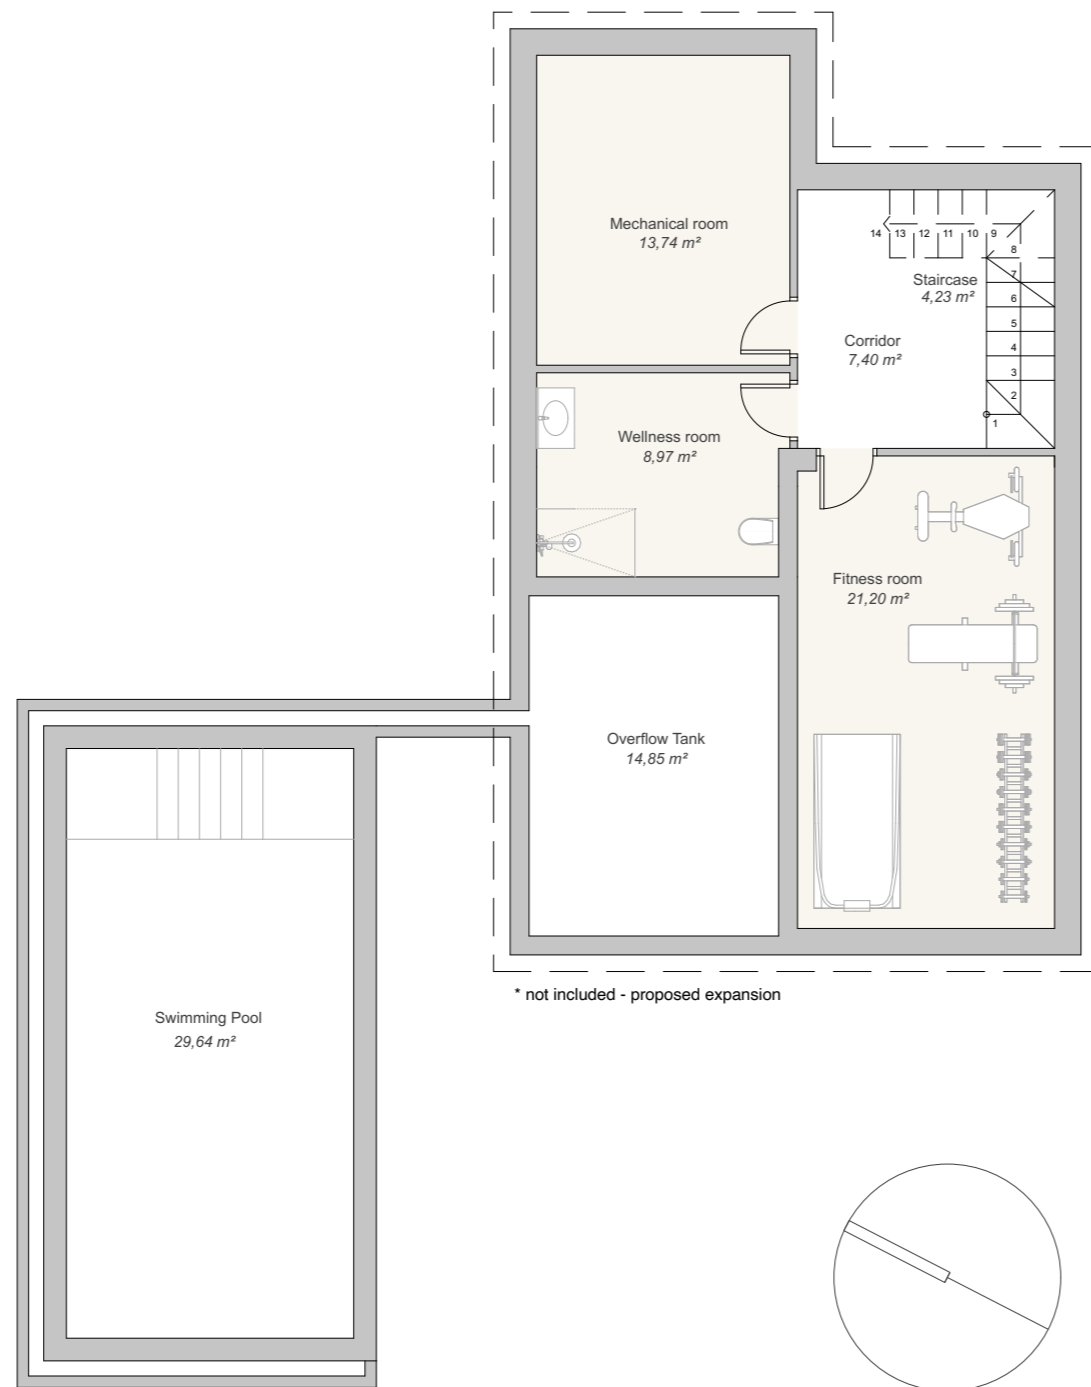 Mechanical room
13,74 m²
14 13 12 11 10 9
8
7
6
5
4
3
2
1
Staircase
4,23 m²
Corridor
7,40 m²
Wellness room
8,97 m²
Fitness room
21,20 m²
Overflow Tank
14,85 m²
* not included - proposed expansion
Swimming Pool
29,64 m²